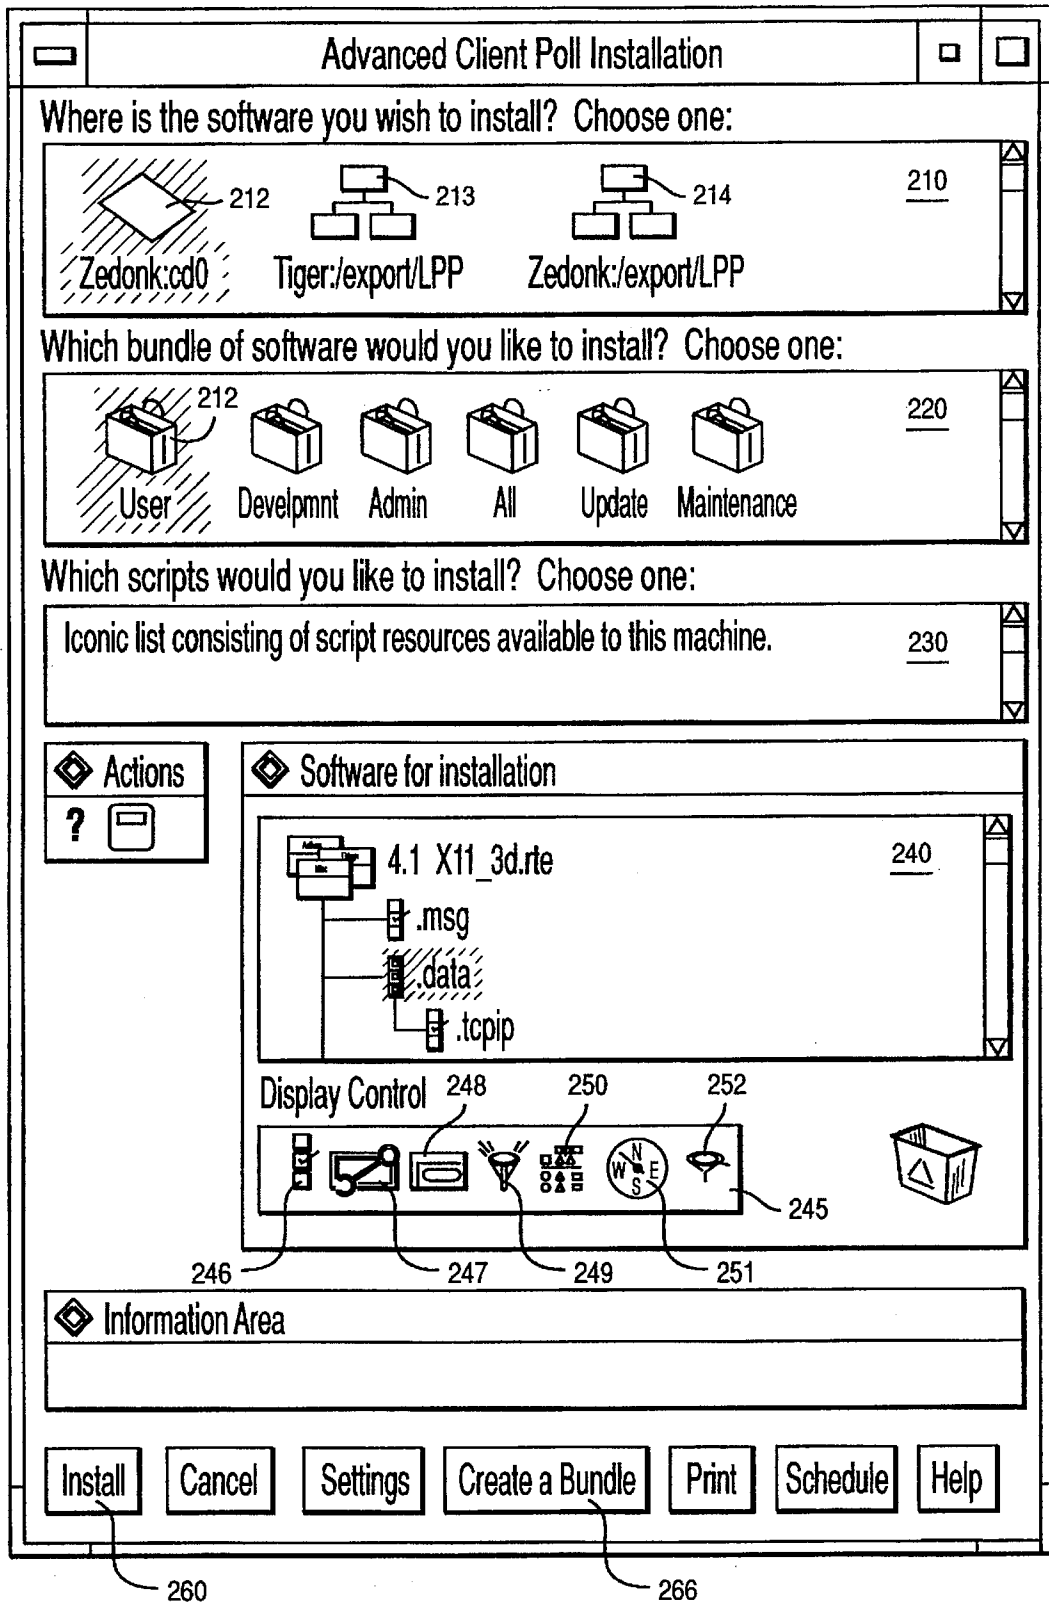 Advanced Client Poll Installation
Where is the software you wish to install? Choose one:
212
213
214
210
Zedonk:cd0
Tiger:/export/LPP
Zedonk:/export/LPP
Which bundle of software would you like to install? Choose one:
212
220
User
Develpmnt
Admin
All
Update
Maintenance
Which scripts would you like to install? Choose one:
Iconic list consisting of script resources available to this machine.
230
Actions
?
Software for installation
4.1 X11_3d.rte
240
.msg
.data
.tcpip
Display Control
248
250
252
N
W E
S
245
246
247
249
251
Information Area
Install
Cancel
Settings
Create a Bundle
Print
Schedule
Help
260
266